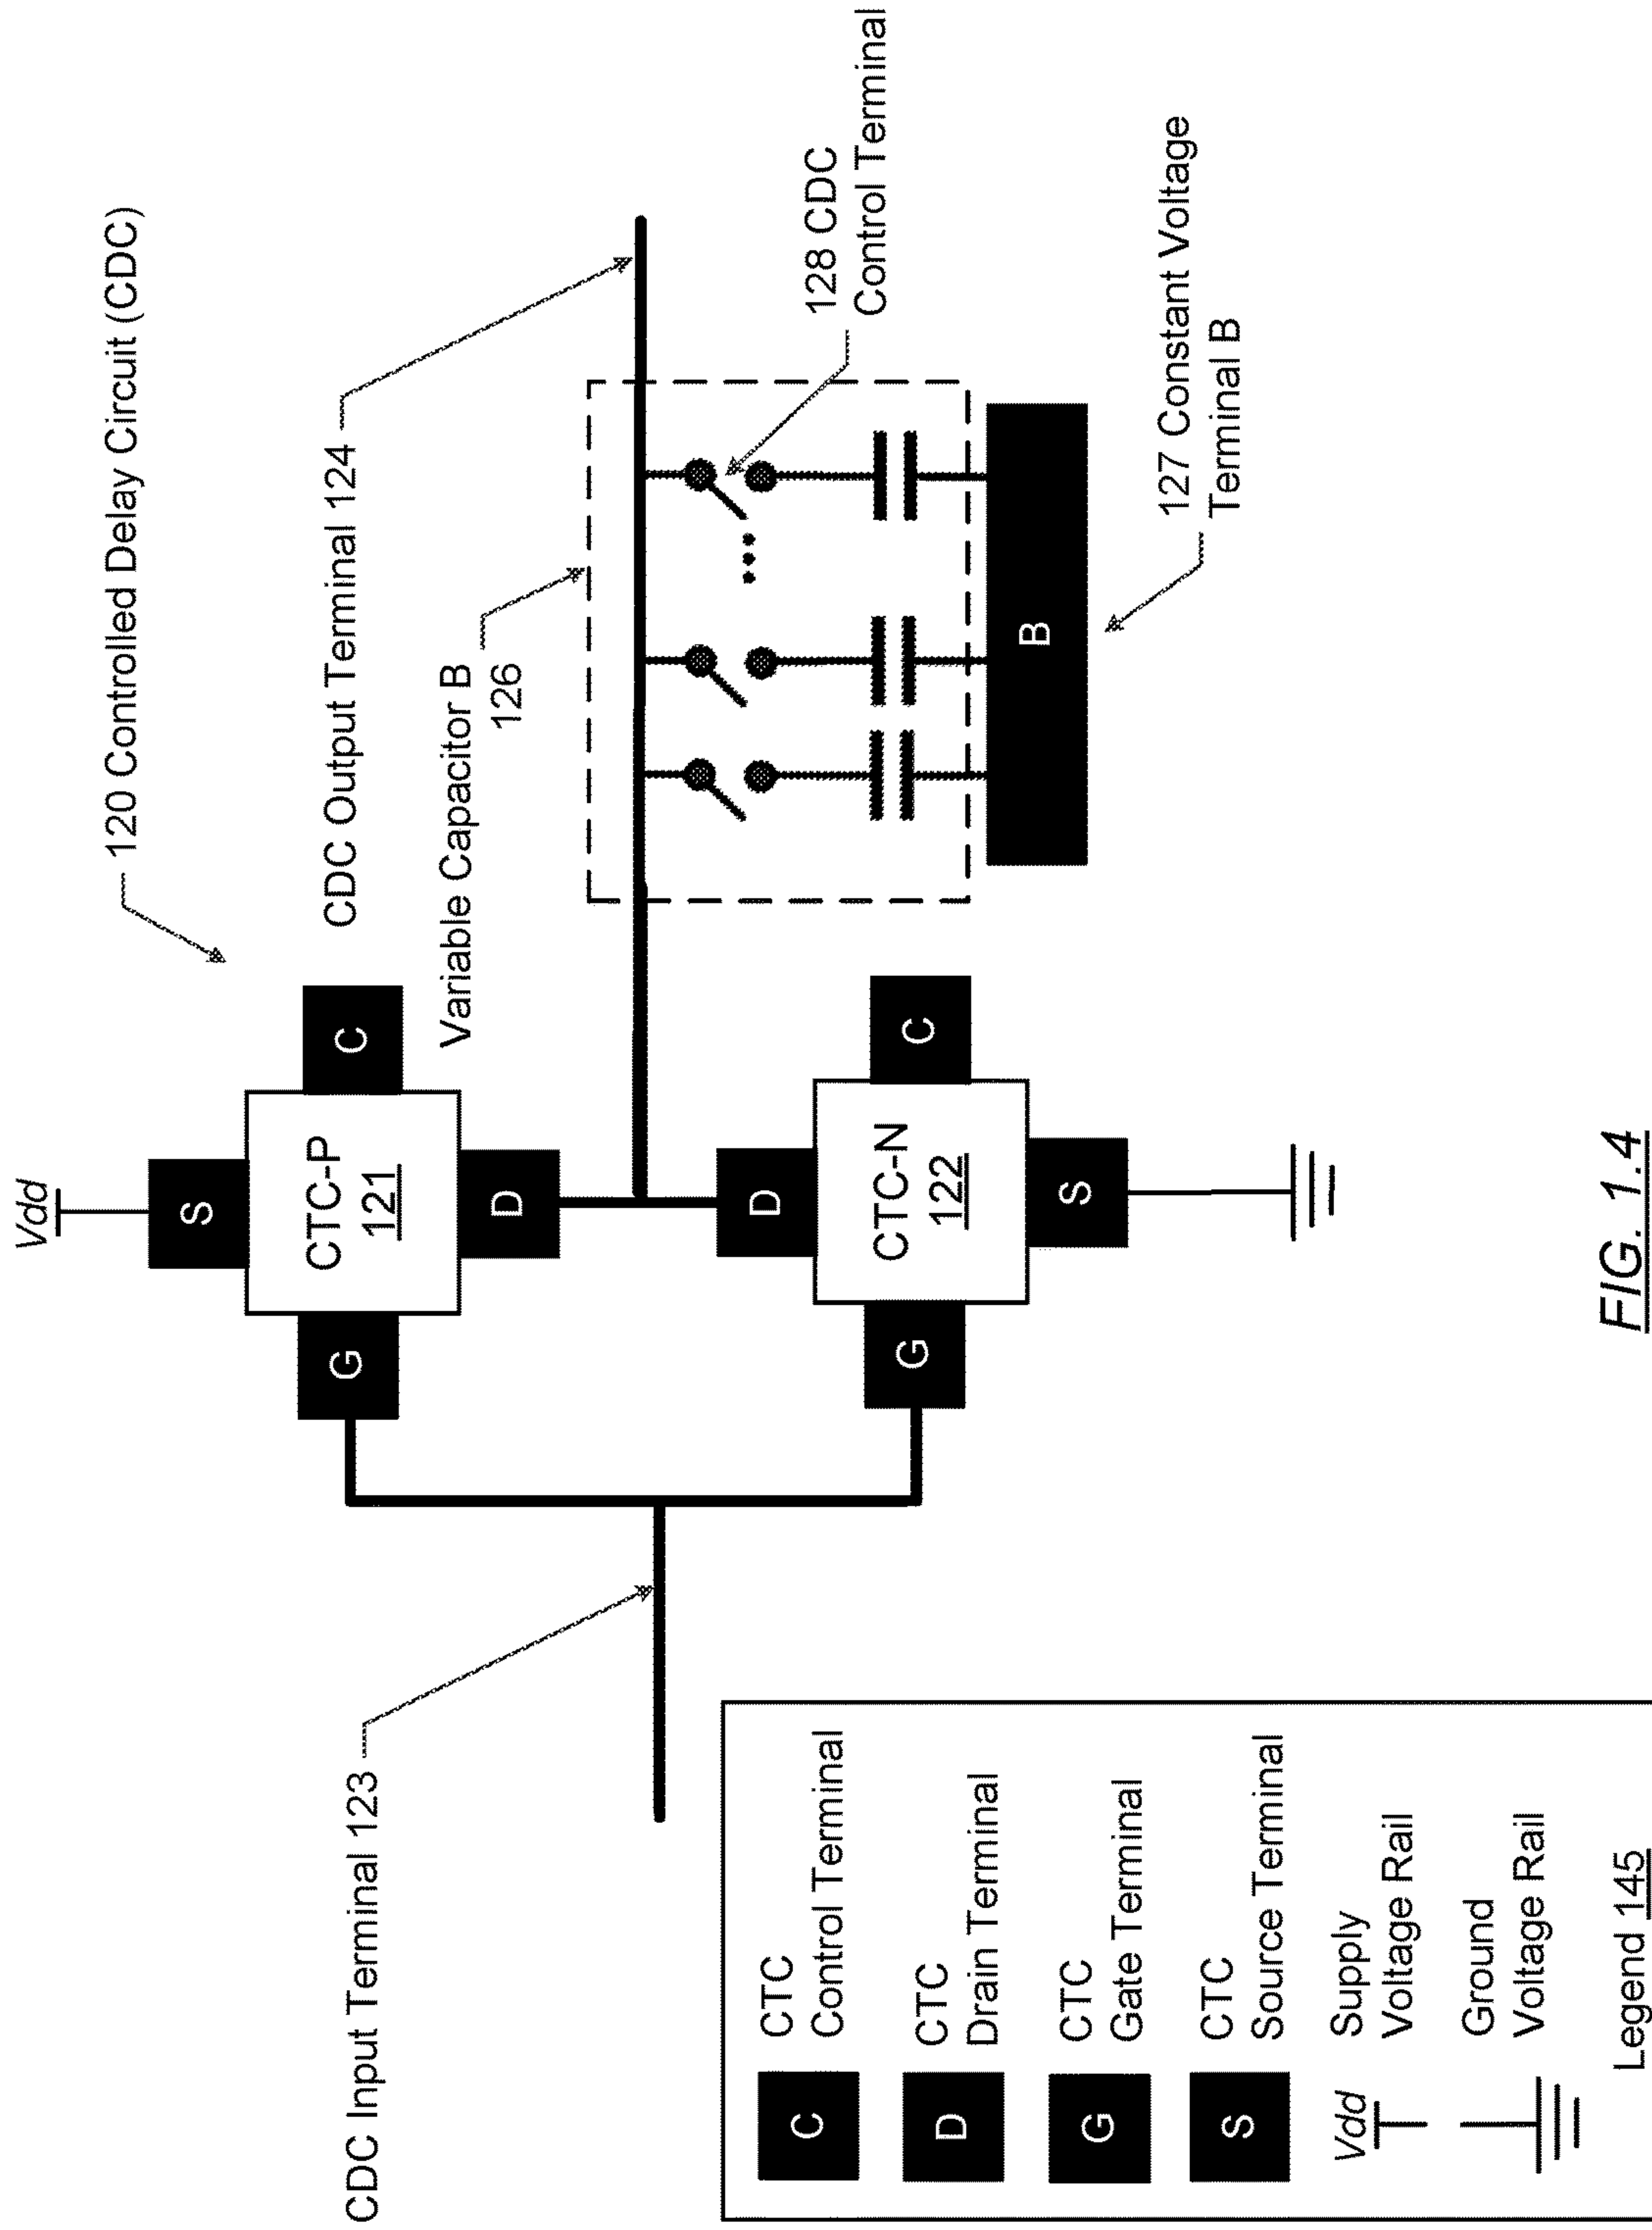 120 Controlled Delay Circuit (CDC)
Vdd
S
CTC-P
121
G
C
D
CDC Output Terminal 124
Variable Capacitor B
126
CDC Input Terminal 123
D
CTC-N
122
G
C
S
128 CDC
Control Terminal
B
127 Constant Voltage
Terminal B
C
CTC
Control Terminal
D
CTC
Drain Terminal
G
CTC
Gate Terminal
S
CTC
Source Terminal
Vdd
Supply
Voltage Rail
Ground
Voltage Rail
Legend 145
FIG. 1.4